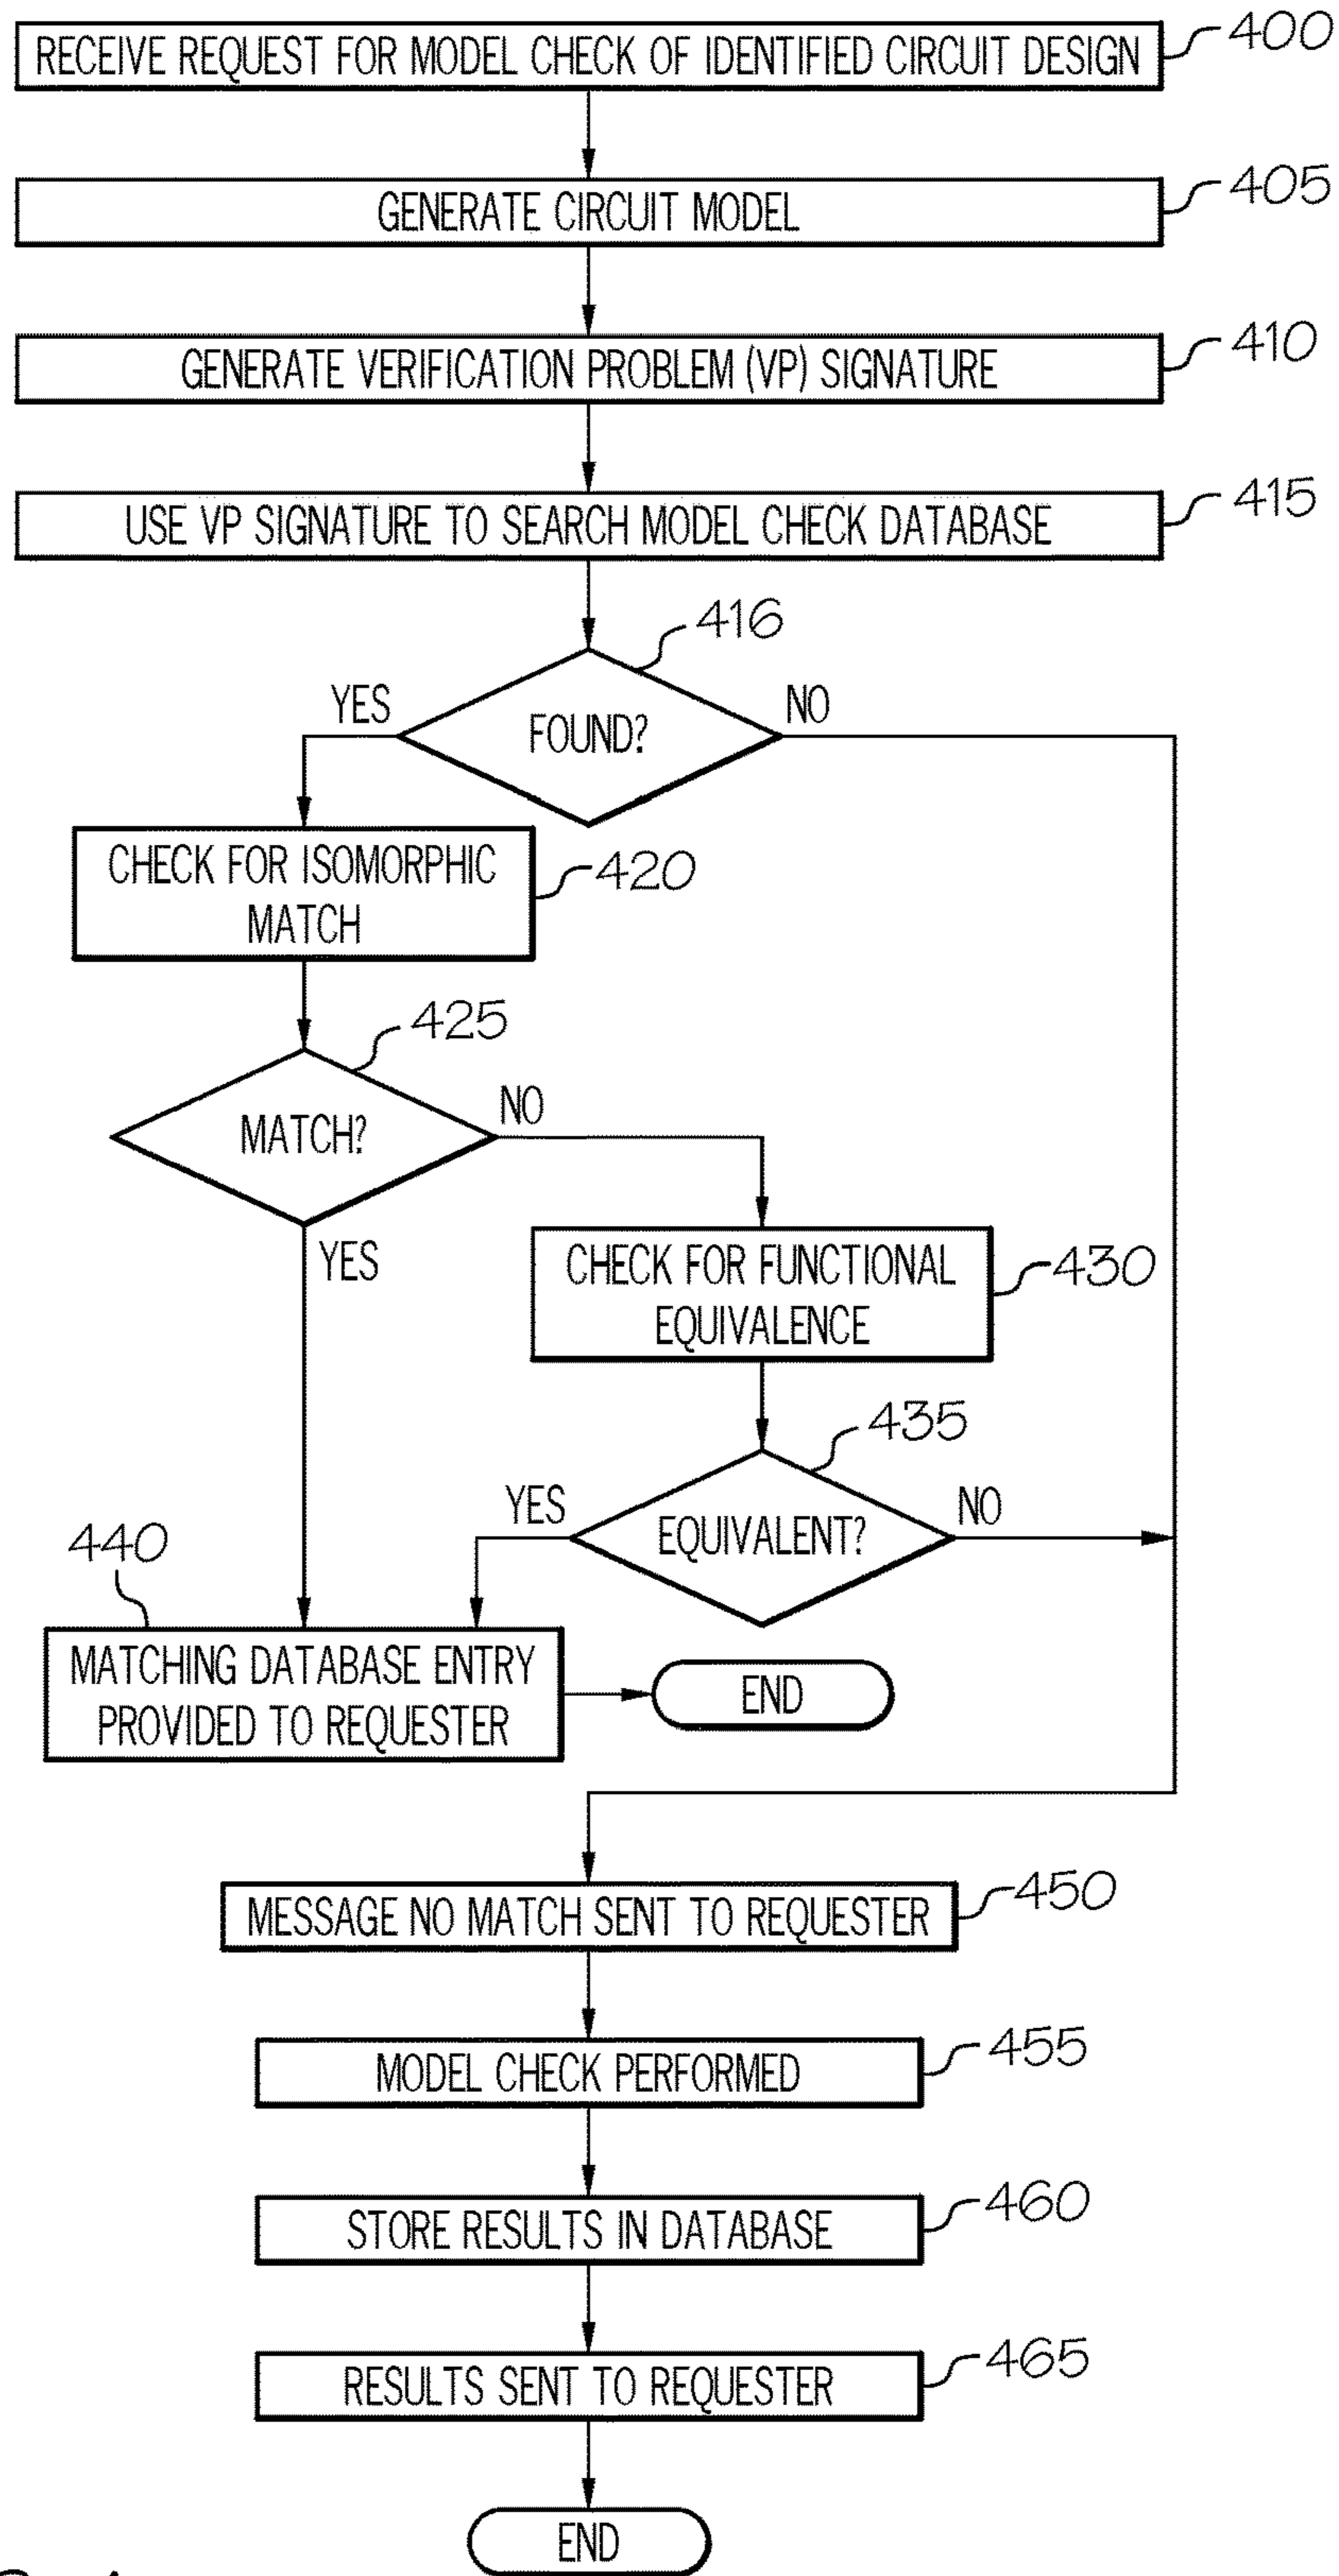 RECEIVE REQUEST FOR MODEL CHECK OF IDENTIFIED CIRCUIT DESIGN
400
GENERATE CIRCUIT MODEL
405
GENERATE VERIFICATION PROBLEM (VP) SIGNATURE
410
USE VP SIGNATURE TO SEARCH MODEL CHECK DATABASE
415
416
YES
FOUND?
NO
CHECK FOR ISOMORPHIC
MATCH
420
425
MATCH?
NO
YES
CHECK FOR FUNCTIONAL
EQUIVALENCE
430
435
YES
EQUIVALENT?
NO
440
MATCHING DATABASE ENTRY
PROVIDED TO REQUESTER
END
MESSAGE NO MATCH SENT TO REQUESTER
450
MODEL CHECK PERFORMED
455
STORE RESULTS IN DATABASE
460
RESULTS SENT TO REQUESTER
465
END